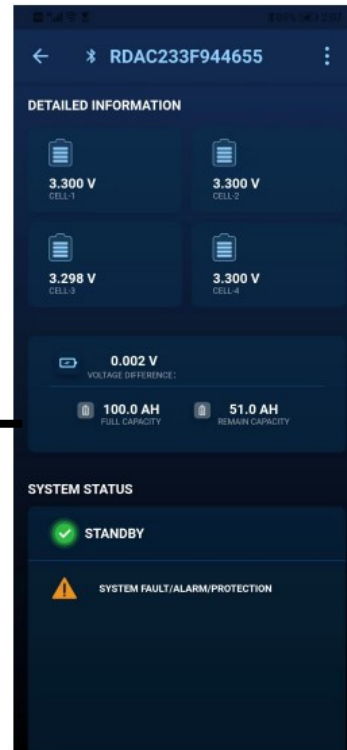 RDAC233F944655
DETAILED INFORMATION
3.300 V
CELL-1
3.300 V
CELL-2
3.298 V
CELL-3
3.300 V
CELL-4
0.002 V
VOLTAGE DIFFERENCE:
100.0 AH
FULL CAPACITY
51.0 AH
REMAIN CAPACITY
SYSTEM STATUS
STANDBY
SYSTEM FAULT/ALARM/PROTECTION